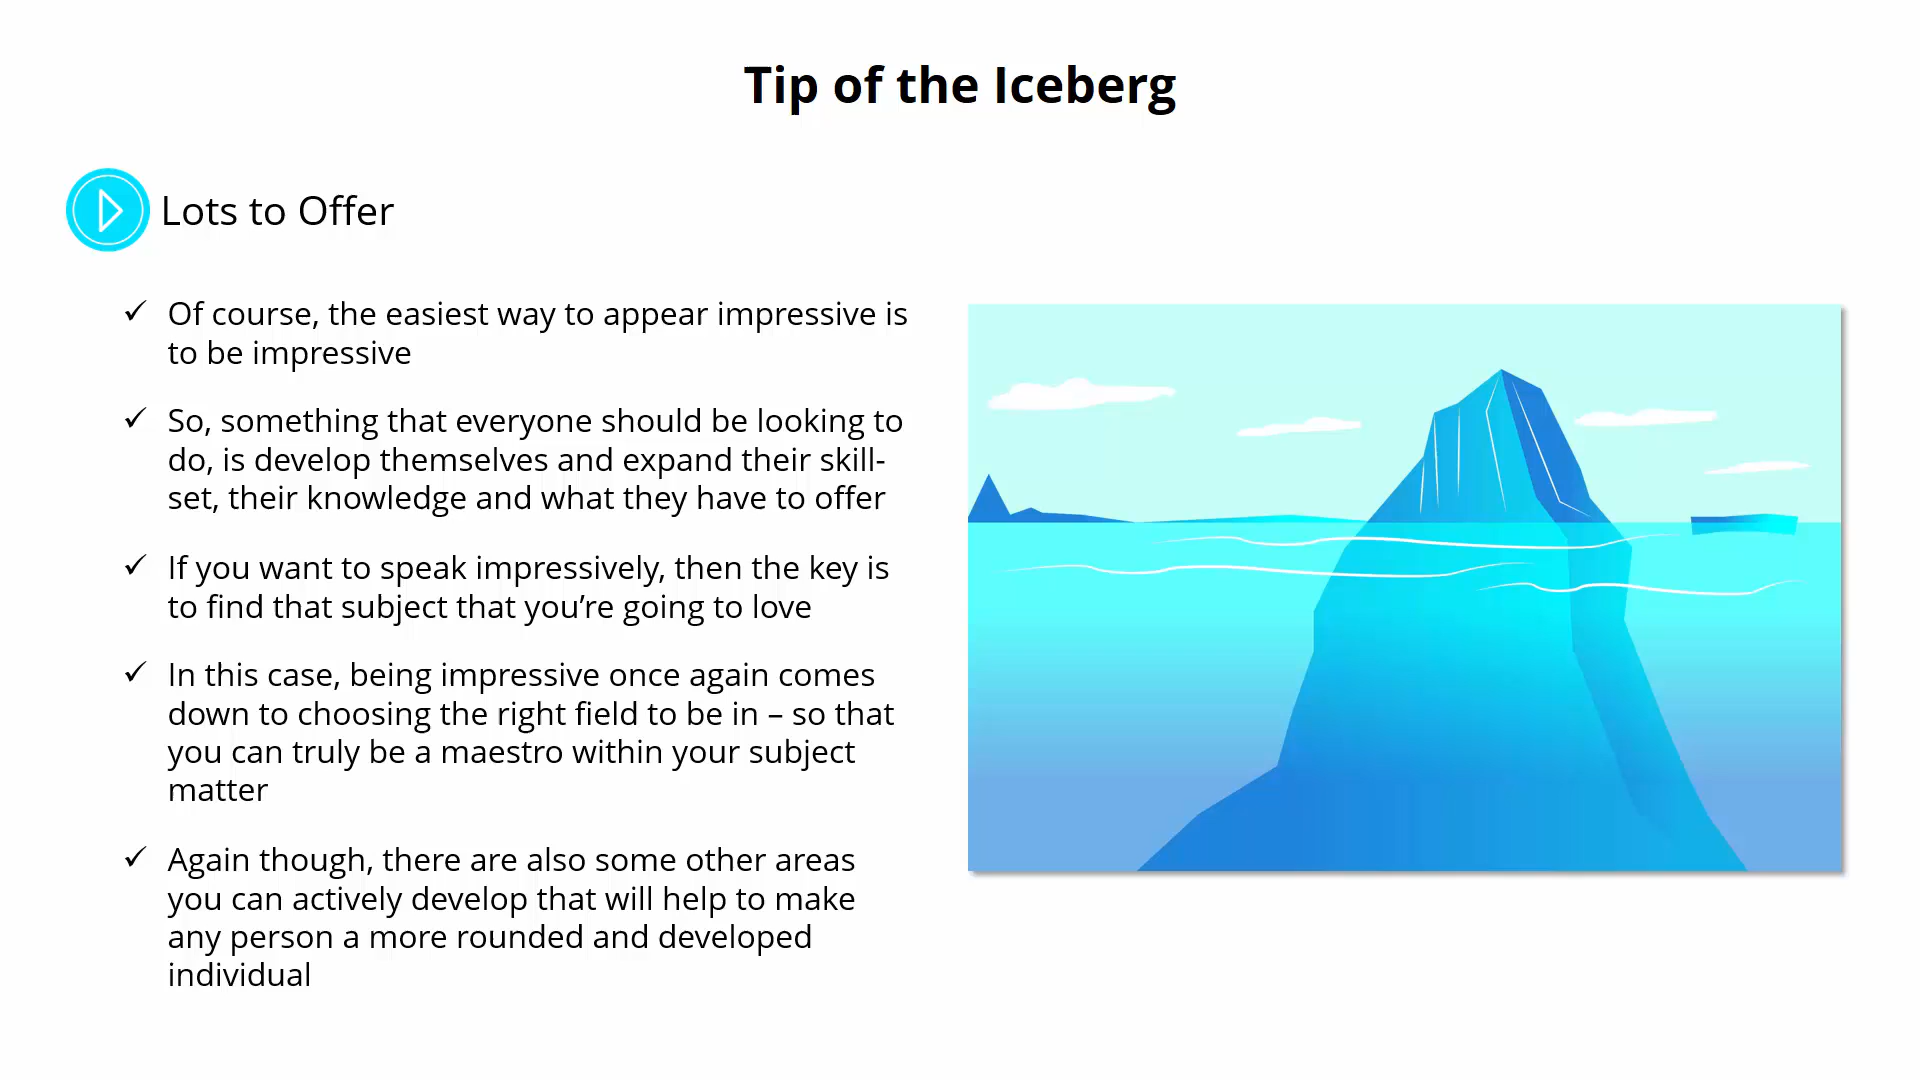 Tip of the Iceberg
Lots to Offer
✓ Of course, the easiest way to appear impressive is
to be impressive
✓ So, something that everyone should be looking to
do, is develop themselves and expand their skill-
set, their knowledge and what they have to offer
✓ If you want to speak impressively, then the key is
to find that subject that you’re going to love
✓ In this case, being impressive once again comes
down to choosing the right field to be in – so that
you can truly be a maestro within your subject
matter
✓ Again though, there are also some other areas
you can actively develop that will help to make
any person a more rounded and developed
individual